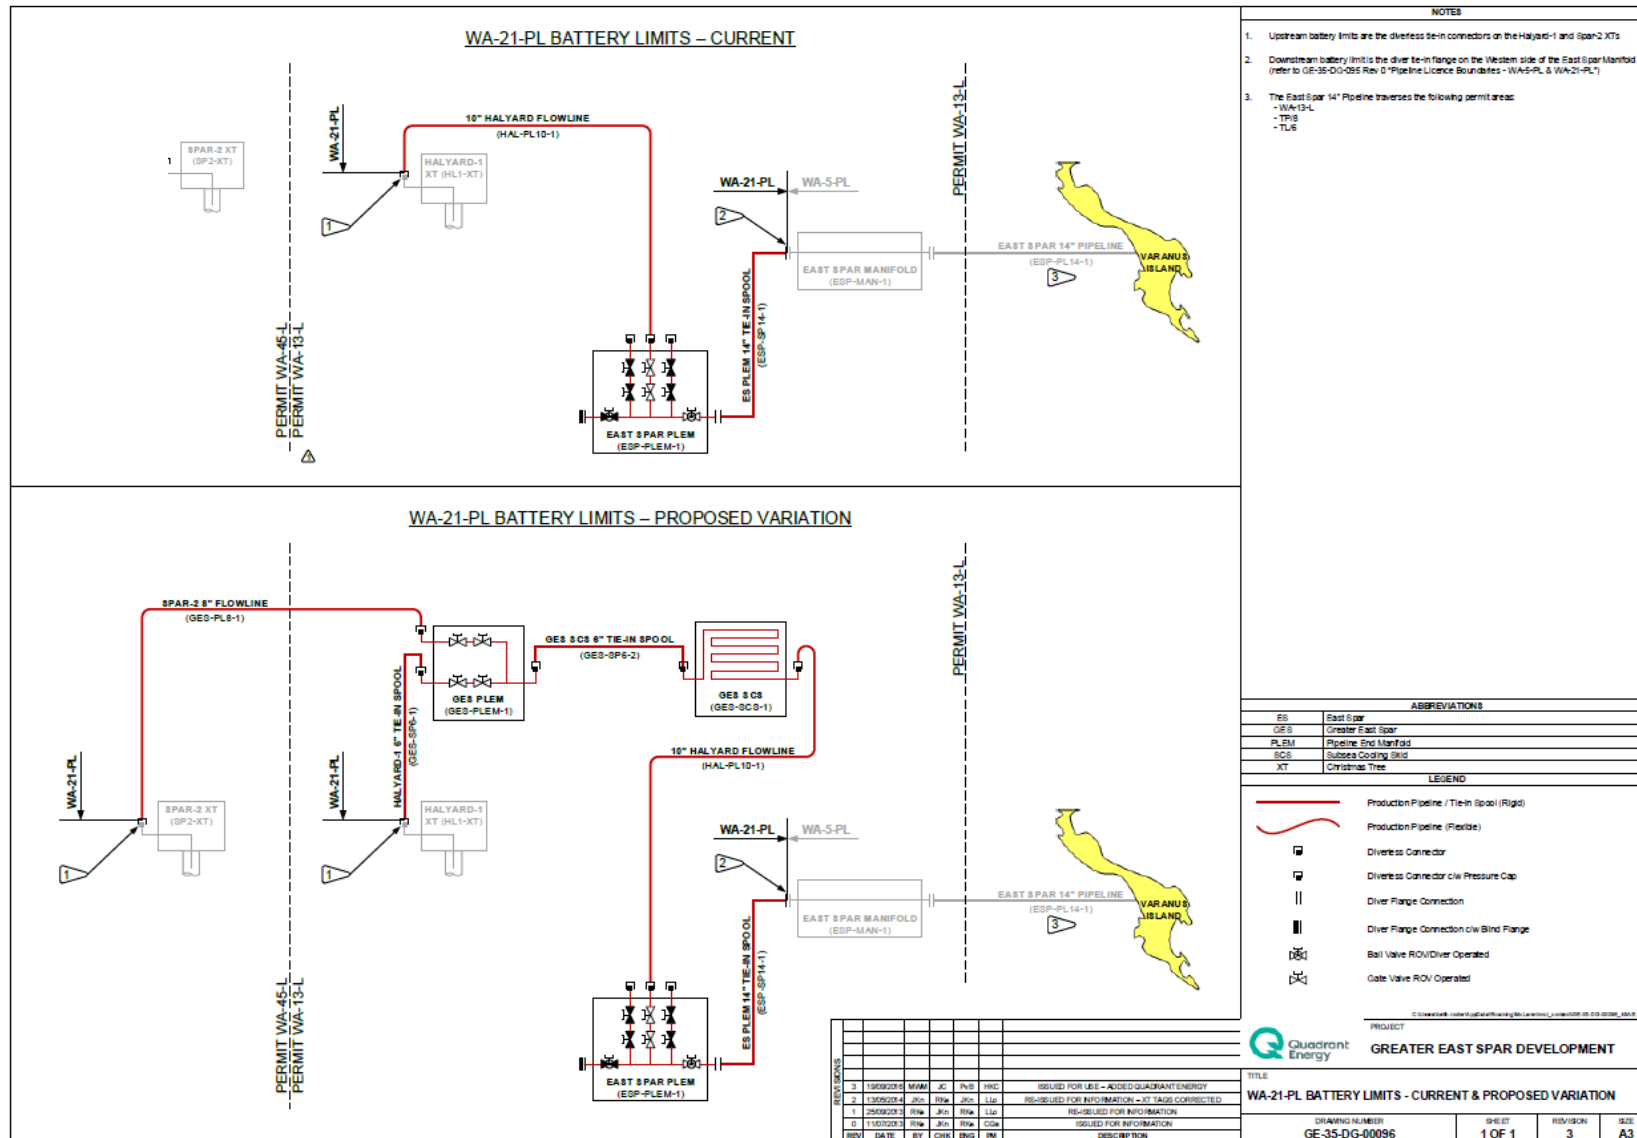 WA-21-PL BATTERY LIMITS – CURRENT
SPAR-2 XT
(SP2-XT)
WA-21-PL
10" HALYARD FLOWLINE
(HAL-PL10-1)
HALYARD-1
XT (HL1-XT)
1
WA-21-PL
WA-5-PL
2
PERMIT WA-13-L
EAST SPAR MANIFOLD
(ESP-MAN-1)
EAST SPAR 14" PIPELINE
(ESP-PL14-1)
3
VARANUS
ISLAND
ES PLEM 14" TIE-IN SPOOL
(ESP-SP14-1)
EAST SPAR PLEM
(ESP-PLEM-1)
PERMIT WA-45-L
PERMIT WA-13-L
WA-21-PL BATTERY LIMITS – PROPOSED VARIATION
SPAR-2 8" FLOWLINE
(GES-PL8-1)
GES PLEM
(GES-PLEM-1)
GES SCS 6" TIE-IN SPOOL
(GES-SP6-2)
GES SCS
(GES-SCS-1)
HALYARD-1 6" TIE-IN SPOOL
(GES-SP6-1)
10" HALYARD FLOWLINE
(HAL-PL10-1)
PERMIT WA-13-L
WA-21-PL
SPAR-2 XT
(SP2-XT)
1
WA-21-PL
HALYARD-1
XT (HL1-XT)
1
WA-21-PL
WA-5-PL
2
EAST SPAR MANIFOLD
(ESP-MAN-1)
EAST SPAR 14" PIPELINE
(ESP-PL14-1)
3
VARANUS
ISLAND
ES PLEM 14" TIE-IN SPOOL
(ESP-SP14-1)
EAST SPAR PLEM
(ESP-PLEM-1)
PERMIT WA-45-L
PERMIT WA-13-L
NOTES
1. Upstream battery limits are the diverless tie-in connectors on the Halyard-1 and Spar-2 XTs
2. Downstream battery limit is the diver tie-in flange on the Western side of the East Spar Manifold
(refer to GE-35-DG-095 Rev 0 "Pipeline Licence Boundaries - WA-5-PL & WA-21-PL")
3. The East Spar 14" Pipeline traverses the following permit areas:
- WA-13-L
- TP/8
- TL/6
ABBREVIATIONS
ES East Spar
GES Greater East Spar
PLEM Pipeline End Manifold
SCS Subsea Cooling Skid
XT Christmas Tree
LEGEND
Production Pipeline / Tie-In Spool (Rigid)
Production Pipeline (Flexible)
Diverless Connector
Diverless Connector c/w Pressure Cap
Diver Flange Connection
Diver Flange Connection c/w Blind Flange
Ball Valve ROV/Diver Operated
Gate Valve ROV Operated
Quadrant
Energy
PROJECT
GREATER EAST SPAR DEVELOPMENT
TITLE
WA-21-PL BATTERY LIMITS - CURRENT & PROPOSED VARIATION
DRAWING NUMBER SHEET REVISION SIZE
GE-35-DG-00096 1 OF 1 3 A3
REVISIONS
3 19/09/2016 MWM JC PvB HKC ISSUED FOR USE – ADDED QUADRANT ENERGY
2 13/05/2014 JKn RKe JKn LLp RE-ISSUED FOR INFORMATION – XT TAGS CORRECTED
1 25/09/2013 RKe JKn RKe LLp RE-ISSUED FOR INFORMATION
0 11/07/2013 RKe JKn RKe CGa ISSUED FOR INFORMATION
REV DATE BY CHK ENG PM DESCRIPTION